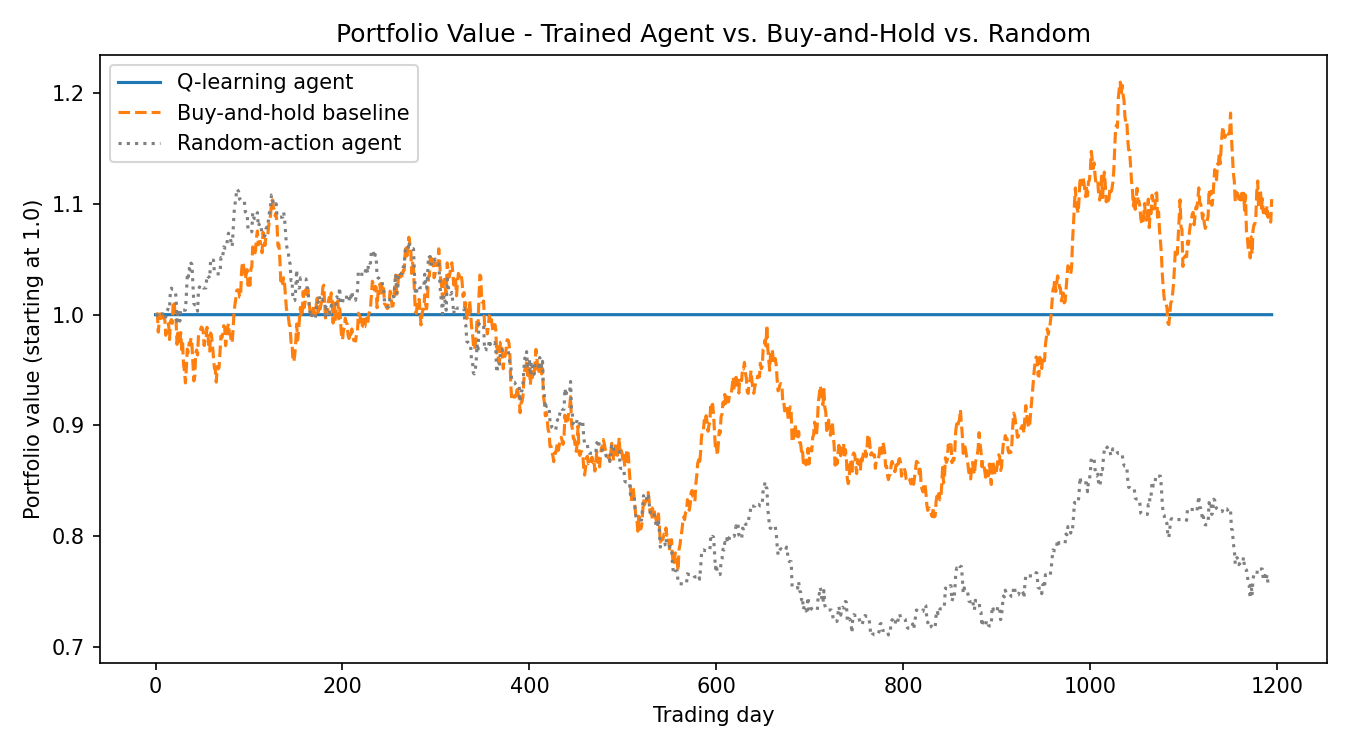 Portfolio Value - Trained Agent vs. Buy-and-Hold vs. Random
Q-learning agent
Buy-and-hold baseline
Random-action agent
Portfolio value (starting at 1.0)
1.2
1.1
1.0
0.9
0.8
0.7
0 200 400 600 800 1000 1200
Trading day